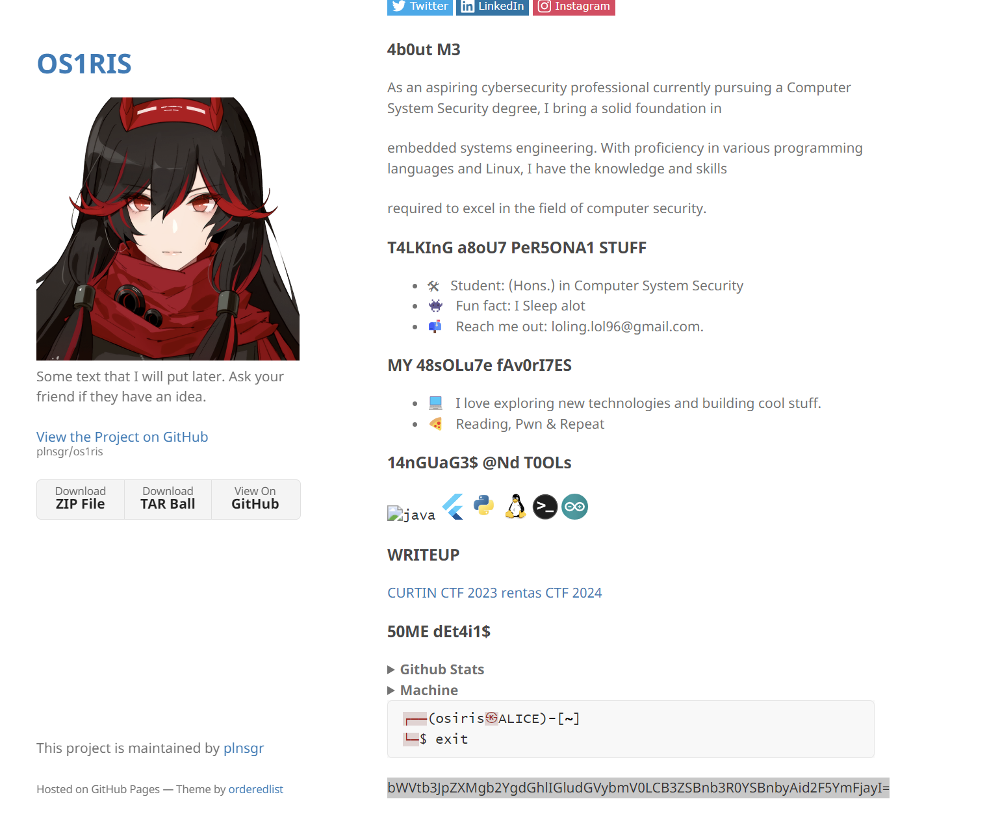 Twitter LinkedIn Instagram
OS1RIS
Some text that I will put later. Ask your
friend if they have an idea.
View the Project on GitHub
plnsgr/os1ris
Download
ZIP File
Download
TAR Ball
View On
GitHub
This project is maintained by plnsgr
Hosted on GitHub Pages — Theme by orderedlist
4b0ut M3
As an aspiring cybersecurity professional currently pursuing a Computer
System Security degree, I bring a solid foundation in
embedded systems engineering. With proficiency in various programming
languages and Linux, I have the knowledge and skills
required to excel in the field of computer security.
T4LKInG a8oU7 PeR5ONA1 STUFF
• 🛠 Student: (Hons.) in Computer System Security
• 👾 Fun fact: I Sleep alot
• 📫 Reach me out: loling.lol96@gmail.com.
MY 48sOLu7e fAv0rI7ES
• 💻 I love exploring new technologies and building cool stuff.
• 🍕 Reading, Pwn & Repeat
14nGUaG3$ @Nd T0OLs
java
WRITEUP
CURTIN CTF 2023 rentas CTF 2024
50ME dEt4i1$
▶ Github Stats
▶ Machine
┌──(osiris㉿ALICE)-[~]
└─$ exit
bWVtb3JpZXMgb2YgdGhlIGludGVybmV0LCB3ZSBnb3R0YSBnbyAid2F5YmFjayI=